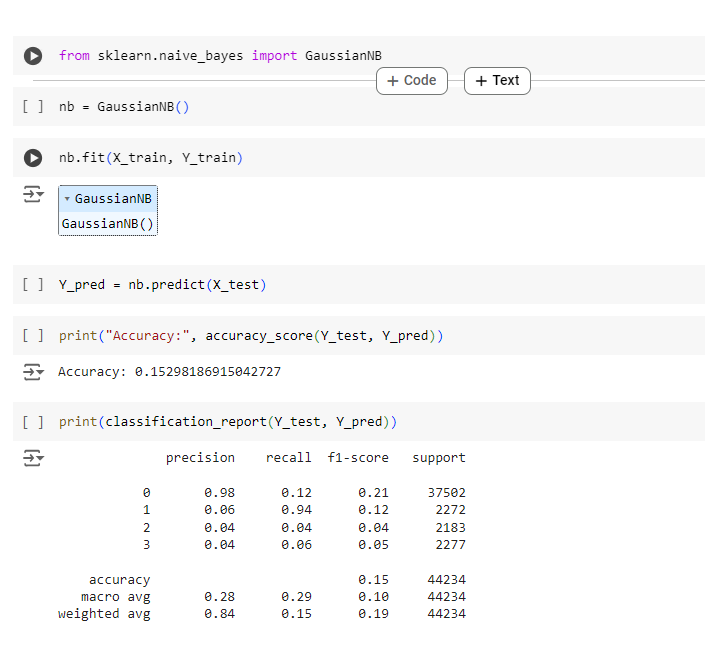 from sklearn.naive_bayes import GaussianNB
+ Code + Text
[ ] nb = GaussianNB()
nb.fit(X_train, Y_train)
▾ GaussianNB
GaussianNB()
[ ] Y_pred = nb.predict(X_test)
[ ] print("Accuracy:", accuracy_score(Y_test, Y_pred))
Accuracy: 0.15298186915042727
[ ] print(classification_report(Y_test, Y_pred))
precision recall f1-score support
0 0.98 0.12 0.21 37502
1 0.06 0.94 0.12 2272
2 0.04 0.04 0.04 2183
3 0.04 0.06 0.05 2277
accuracy 0.15 44234
macro avg 0.28 0.29 0.10 44234
weighted avg 0.84 0.15 0.19 44234